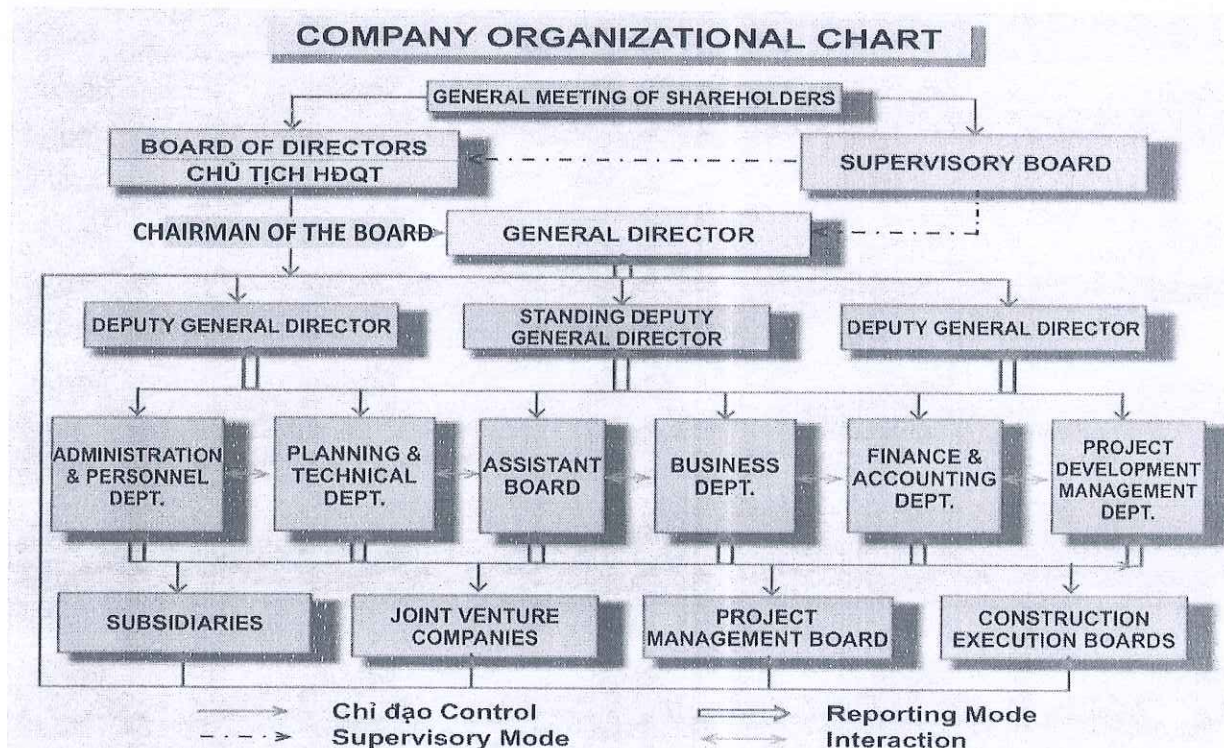 COMPANY ORGANIZATIONAL CHART
GENERAL MEETING OF SHAREHOLDERS
BOARD OF DIRECTORS
CHỦ TỊCH HĐQT
SUPERVISORY BOARD
CHAIRMAN OF THE BOARD
GENERAL DIRECTOR
DEPUTY GENERAL DIRECTOR
STANDING DEPUTY
GENERAL DIRECTOR
DEPUTY GENERAL DIRECTOR
ADMINISTRATION
& PERSONNEL
DEPT.
PLANNING &
TECHNICAL
DEPT.
ASSISTANT
BOARD
BUSINESS
DEPT.
FINANCE &
ACCOUNTING
DEPT.
PROJECT
DEVELOPMENT
MANAGEMENT
DEPT.
SUBSIDIARIES
JOINT VENTURE
COMPANIES
PROJECT
MANAGEMENT BOARD
CONSTRUCTION
EXECUTION BOARDS
Chỉ đạo Control
Supervisory Mode
Reporting Mode
Interaction